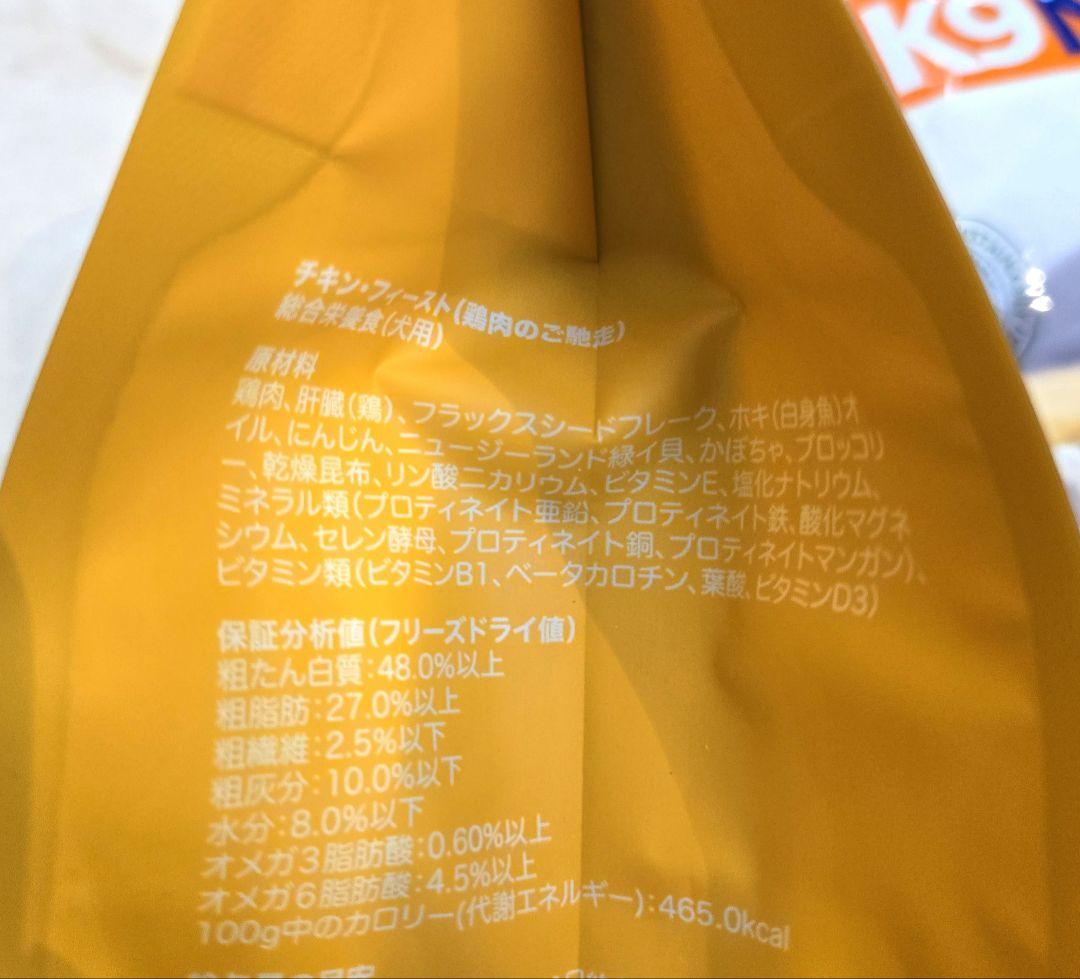 K9
チキン・フィースト(鶏肉のご馳走)
総合栄養食(犬用)
原材料
鶏肉、肝臓(鶏)、フラックスシードフレーク、ホキ(白身魚)オ
イル、にんじん、ニュージーランド緑イ貝、かぼちゃ、ブロッコリ
ー、乾燥昆布、リン酸ニカリウム、ビタミンE、塩化ナトリウム、
ミネラル類(プロティネイト亜鉛、プロティネイト鉄、酸化マグネ
シウム、セレン酵母、プロティネイト銅、プロティネイトマンガン)、
ビタミン類(ビタミンB1、ベータカロチン、葉酸、ビタミンD3)
保証分析値(フリーズドライ値)
粗たん白質:48.0%以上
粗脂肪:27.0%以上
粗繊維:2.5%以下
粗灰分:10.0%以下
水分:8.0%以下
オメガ3脂肪酸:0.60%以上
オメガ6脂肪酸:4.5%以上
100g中のカロリー(代謝エネルギー):465.0kcal